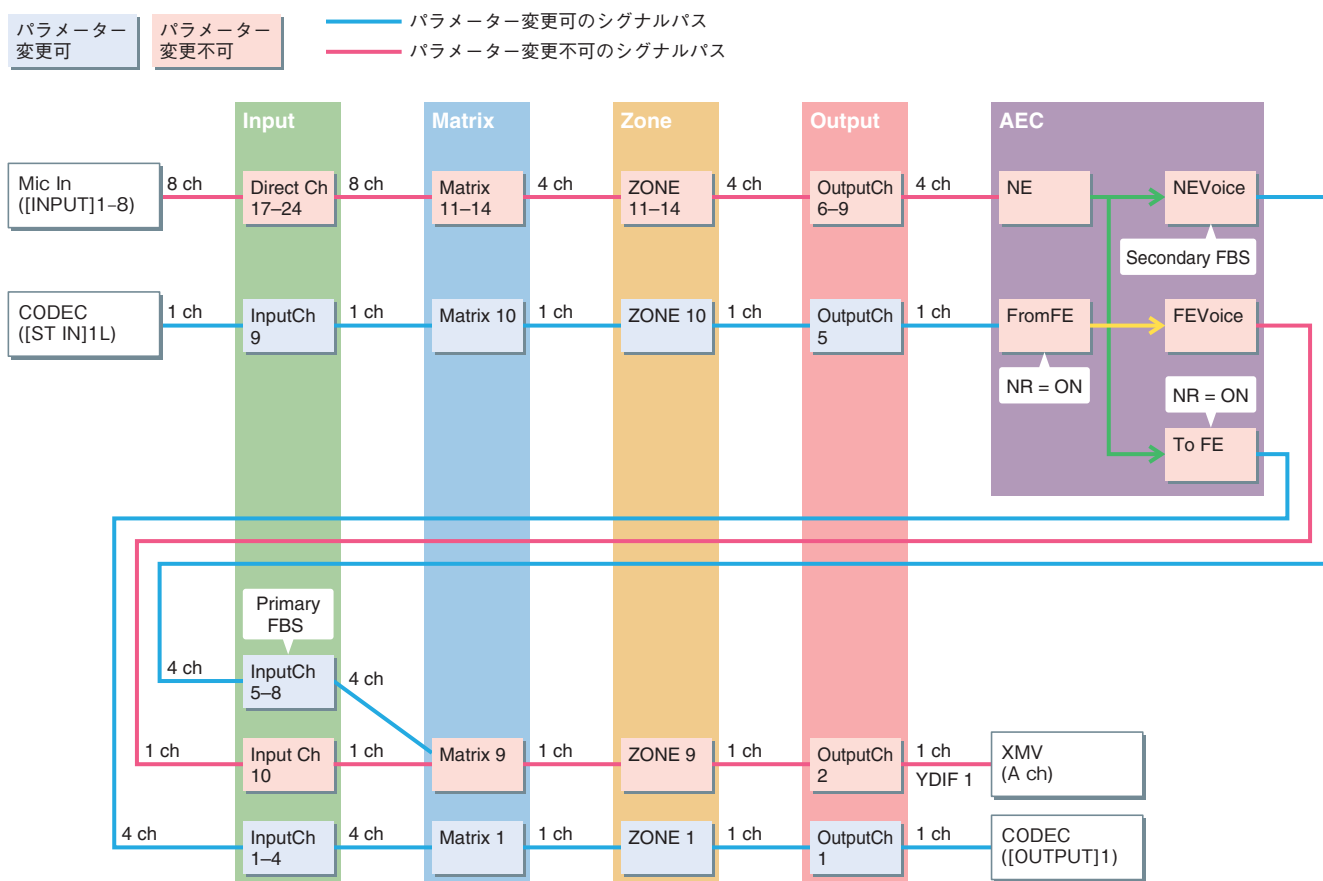 パラメーター
変更可
パラメーター
変更不可
パラメーター変更可のシグナルパス
パラメーター変更不可のシグナルパス
Input
Matrix
Zone
Output
AEC
Mic In
([INPUT]1-8)
8 ch
Direct Ch
17–24
8 ch
Matrix
11–14
4 ch
ZONE
11–14
4 ch
OutputCh
6–9
4 ch
NE
NEVoice
Secondary FBS
CODEC
([ST IN]1L)
1 ch
InputCh
9
1 ch
Matrix 10
1 ch
ZONE 10
1 ch
OutputCh
5
1 ch
FromFE
FEVoice
NR = ON
NR = ON
To FE
Primary
FBS
4 ch
InputCh
5–8
4 ch
1 ch
Input Ch
10
1 ch
Matrix 9
1 ch
ZONE 9
1 ch
OutputCh
2
1 ch
YDIF 1
XMV
(A ch)
4 ch
InputCh
1–4
4 ch
Matrix 1
1 ch
ZONE 1
1 ch
OutputCh
1
1 ch
CODEC
([OUTPUT]1)